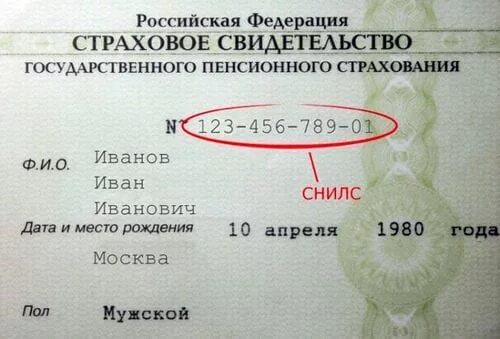 Российская Федерация
СТРАХОВОЕ СВИДЕТЕЛЬСТВО
ГОСУДАРСТВЕННОГО ПЕНСИОННОГО СТРАХОВАНИЯ
№ 123-456-789-01
СНИЛС
Ф.И.О. Иванов
Иван
Иванович
Дата и место рождения 10 апреля 1980 года
Москва
Пол Мужской